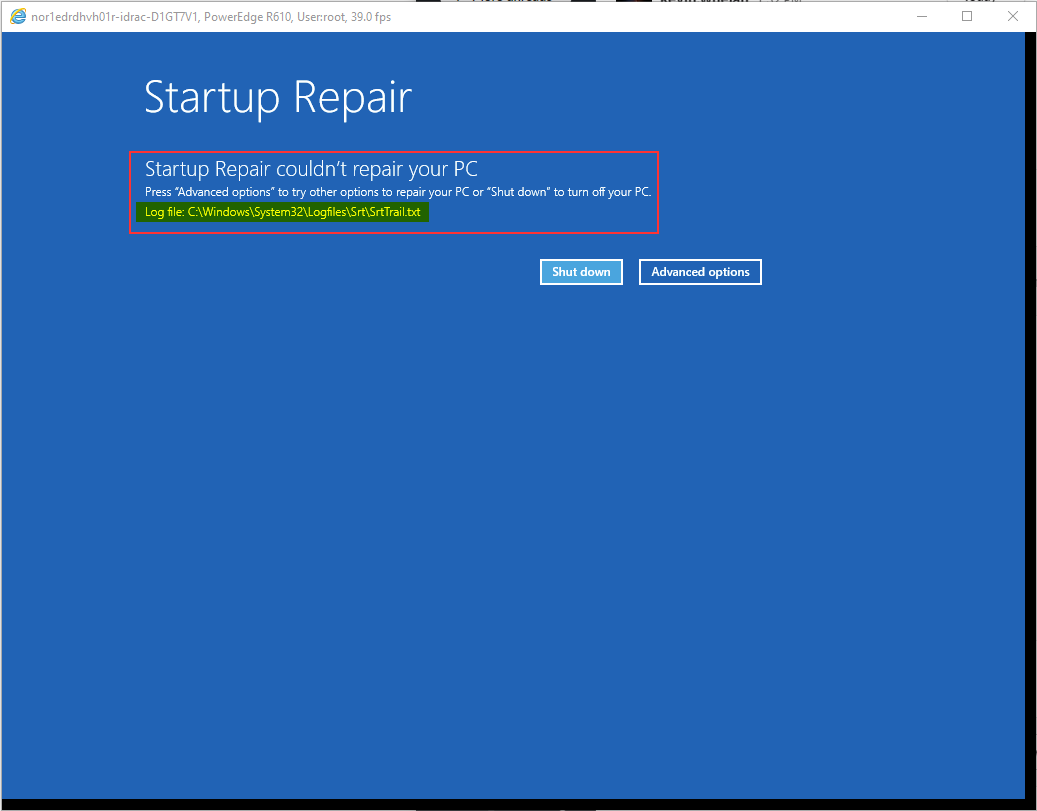 nor1edrdhvh01r-idrac-D1GT7V1, PowerEdge R610, User:root, 39.0 fps
Startup Repair
Startup Repair couldn't repair your PC
Press “Advanced options” to try other options to repair your PC or “Shut down” to turn off your PC.
Log file: C:\Windows\System32\Logfiles\Srt\SrtTrail.txt
Shut down
Advanced options